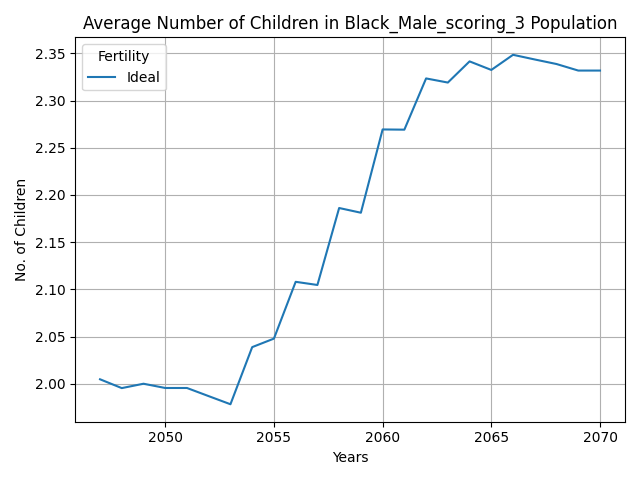 Average Number of Children in Black_Male_scoring_3 Population
Fertility
Ideal
No. of Children
2.35
2.30
2.25
2.20
2.15
2.10
2.05
2.00
2050 2055 2060 2065 2070
Years